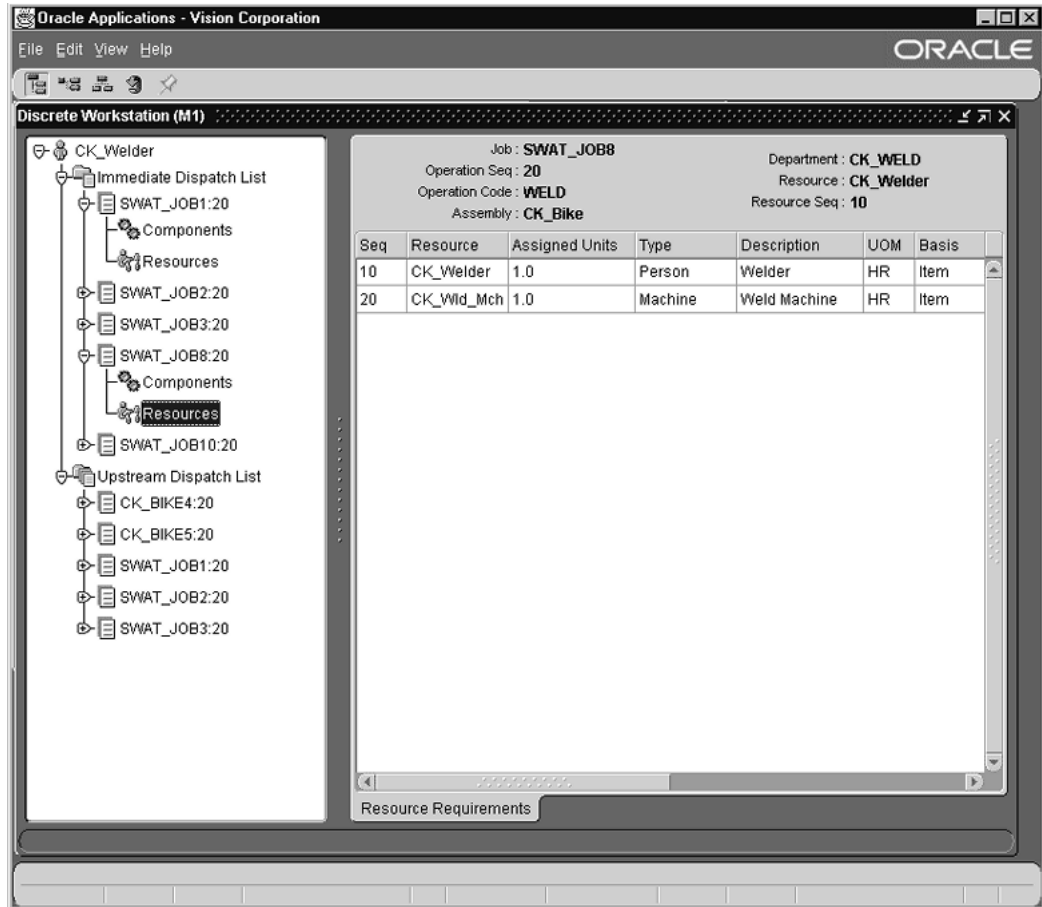 Oracle Applications - Vision Corporation
File Edit View Help
ORACLE
Discrete Workstation (M1)
CK_Welder
Immediate Dispatch List
SWAT_JOB1:20
Components
Resources
SWAT_JOB2:20
SWAT_JOB3:20
SWAT_JOB8:20
Components
Resources
SWAT_JOB10:20
Upstream Dispatch List
CK_BIKE4:20
CK_BIKE5:20
SWAT_JOB1:20
SWAT_JOB2:20
SWAT_JOB3:20
Job : SWAT_JOB8
Operation Seq : 20
Operation Code : WELD
Assembly : CK_Bike
Department : CK_WELD
Resource : CK_Welder
Resource Seq : 10
Seq Resource Assigned Units Type Description UOM Basis
10 CK_Welder 1.0 Person Welder HR Item
20 CK_Wld_Mch 1.0 Machine Weld Machine HR Item
Resource Requirements